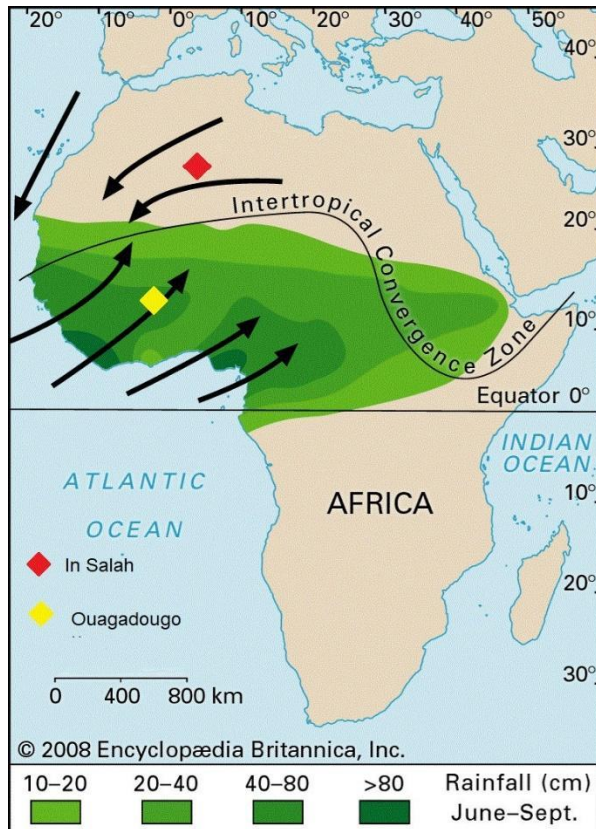 20° 10° 0° 10° 20° 30° 40° 50°
40°
30°
20°
10°
Intertropical Convergence Zone
Equator 0°
INDIAN
OCEAN
ATLANTIC
OCEAN
AFRICA
10°
In Salah
20°
Ouagadougo
30°
0 400 800 km
© 2008 Encyclopædia Britannica, Inc.
10–20 20–40 40–80 >80 Rainfall (cm)
June–Sept.